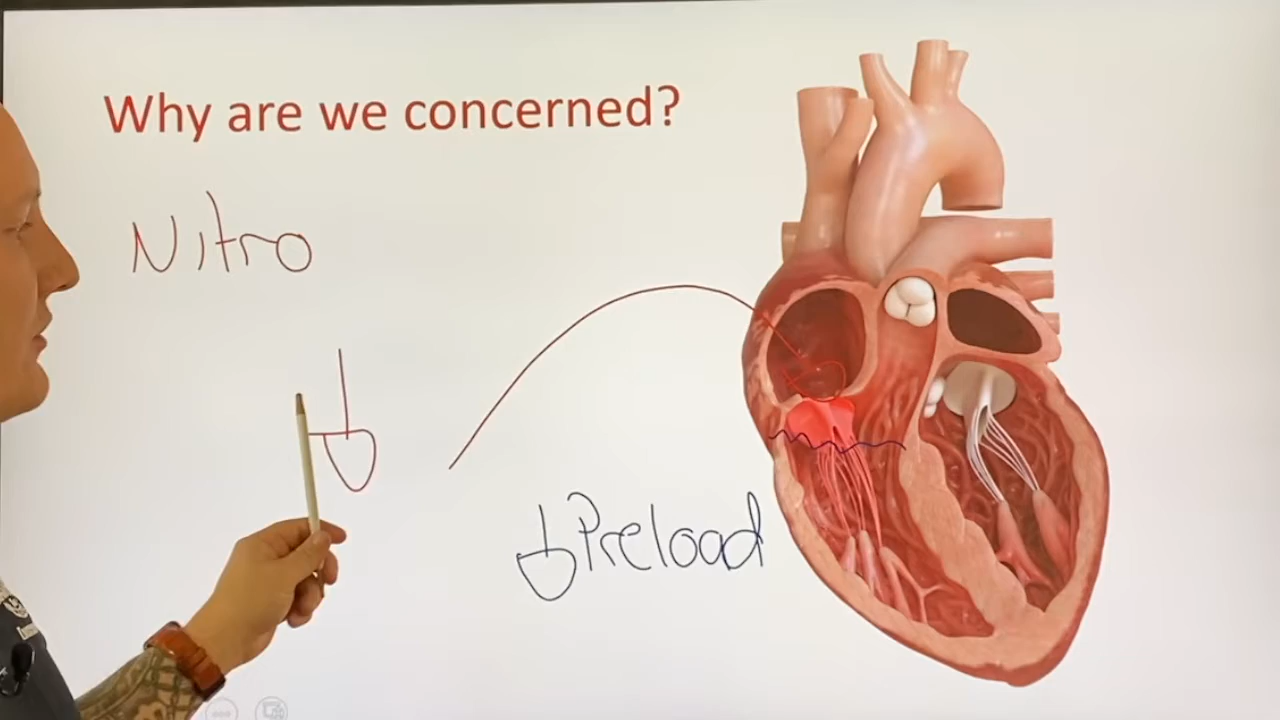 Why are we concerned?
Nitro
↓
↓Preload